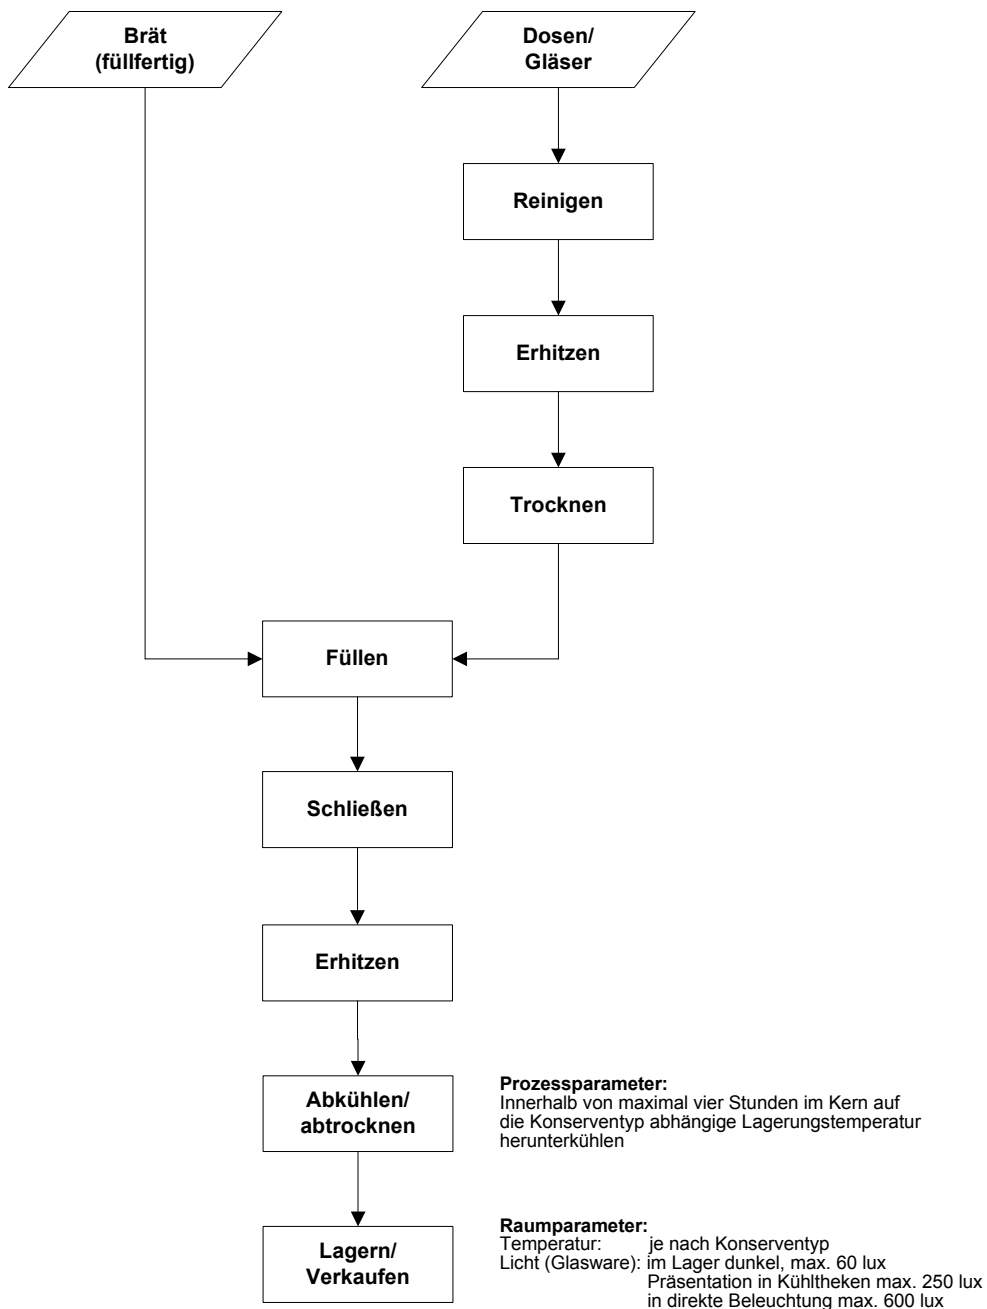 Brät
(füllfertig)
Dosen/
Gläser
Reinigen
Erhitzen
Trocknen
Füllen
Schließen
Erhitzen
Abkühlen/
abtrocknen
Prozessparameter:
Innerhalb von maximal vier Stunden im Kern auf
die Konserventyp abhängige Lagerungstemperatur
herunterkühlen
Lagern/
Verkaufen
Raumparameter:
Temperatur: je nach Konserventyp
Licht (Glasware): im Lager dunkel, max. 60 lux
Präsentation in Kühltheken max. 250 lux
in direkte Beleuchtung max. 600 lux